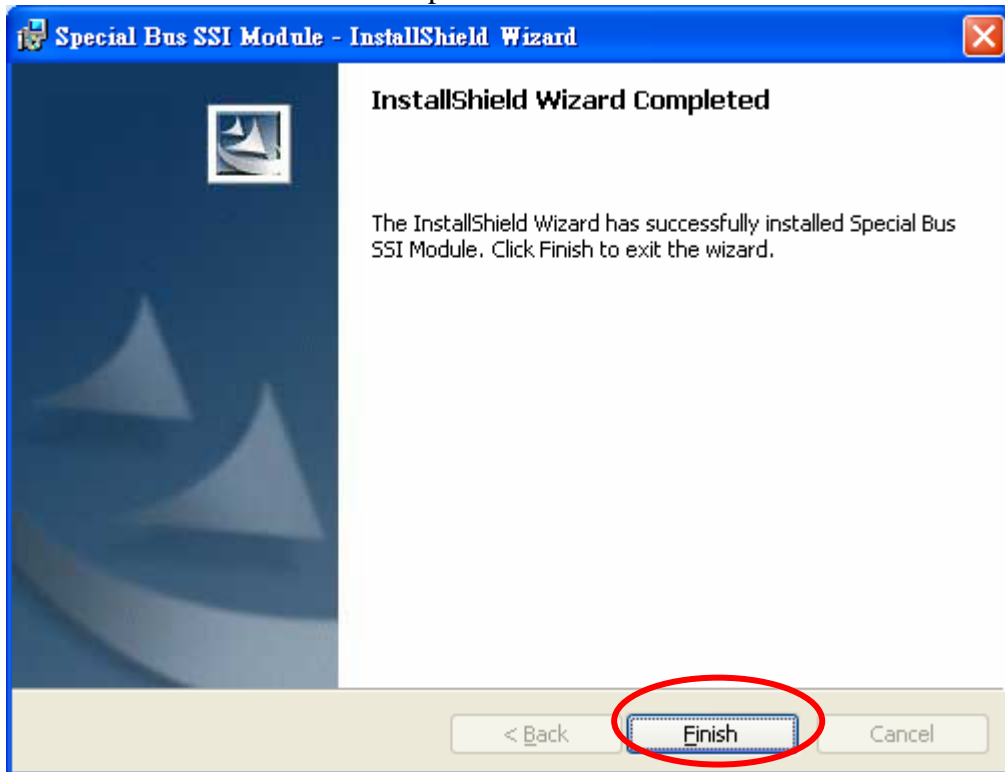 Special Bus SSI Module - InstallShield Wizard
InstallShield Wizard Completed
The InstallShield Wizard has successfully installed Special Bus
SSI Module. Click Finish to exit the wizard.
< Back Finish Cancel